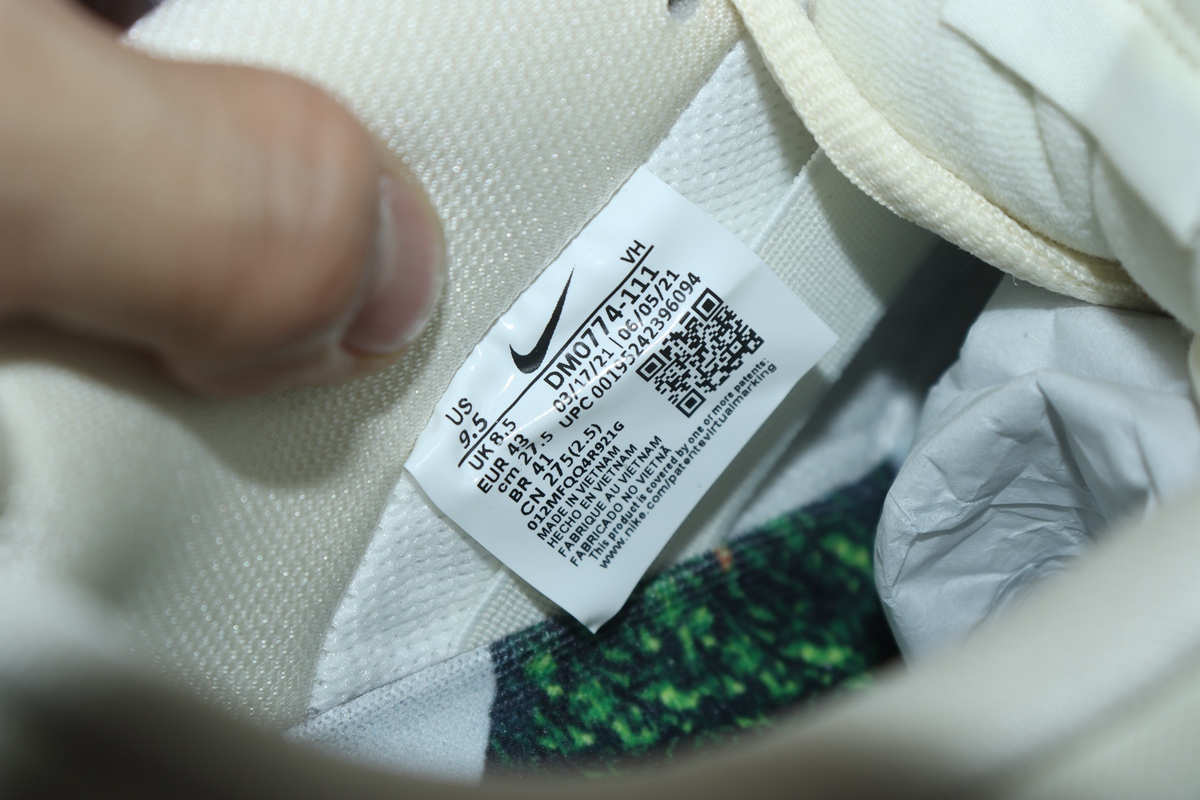 VH
US
9.5
DM0774-111
UK 8.5
03/17/21 | 06/05/21
EUR 43
UPC 00195242396094
cm 27,5
BR 41
CN 275(2.5)
012MFQQ4R921G
MADE IN VIETNAM
HECHO EN VIETNAM
FABRIQUE AU VIETNAM
FABRICADO NO VIETNÃ
This product is covered by one or more patents:
www.nike.com/patentsvirtualmarking